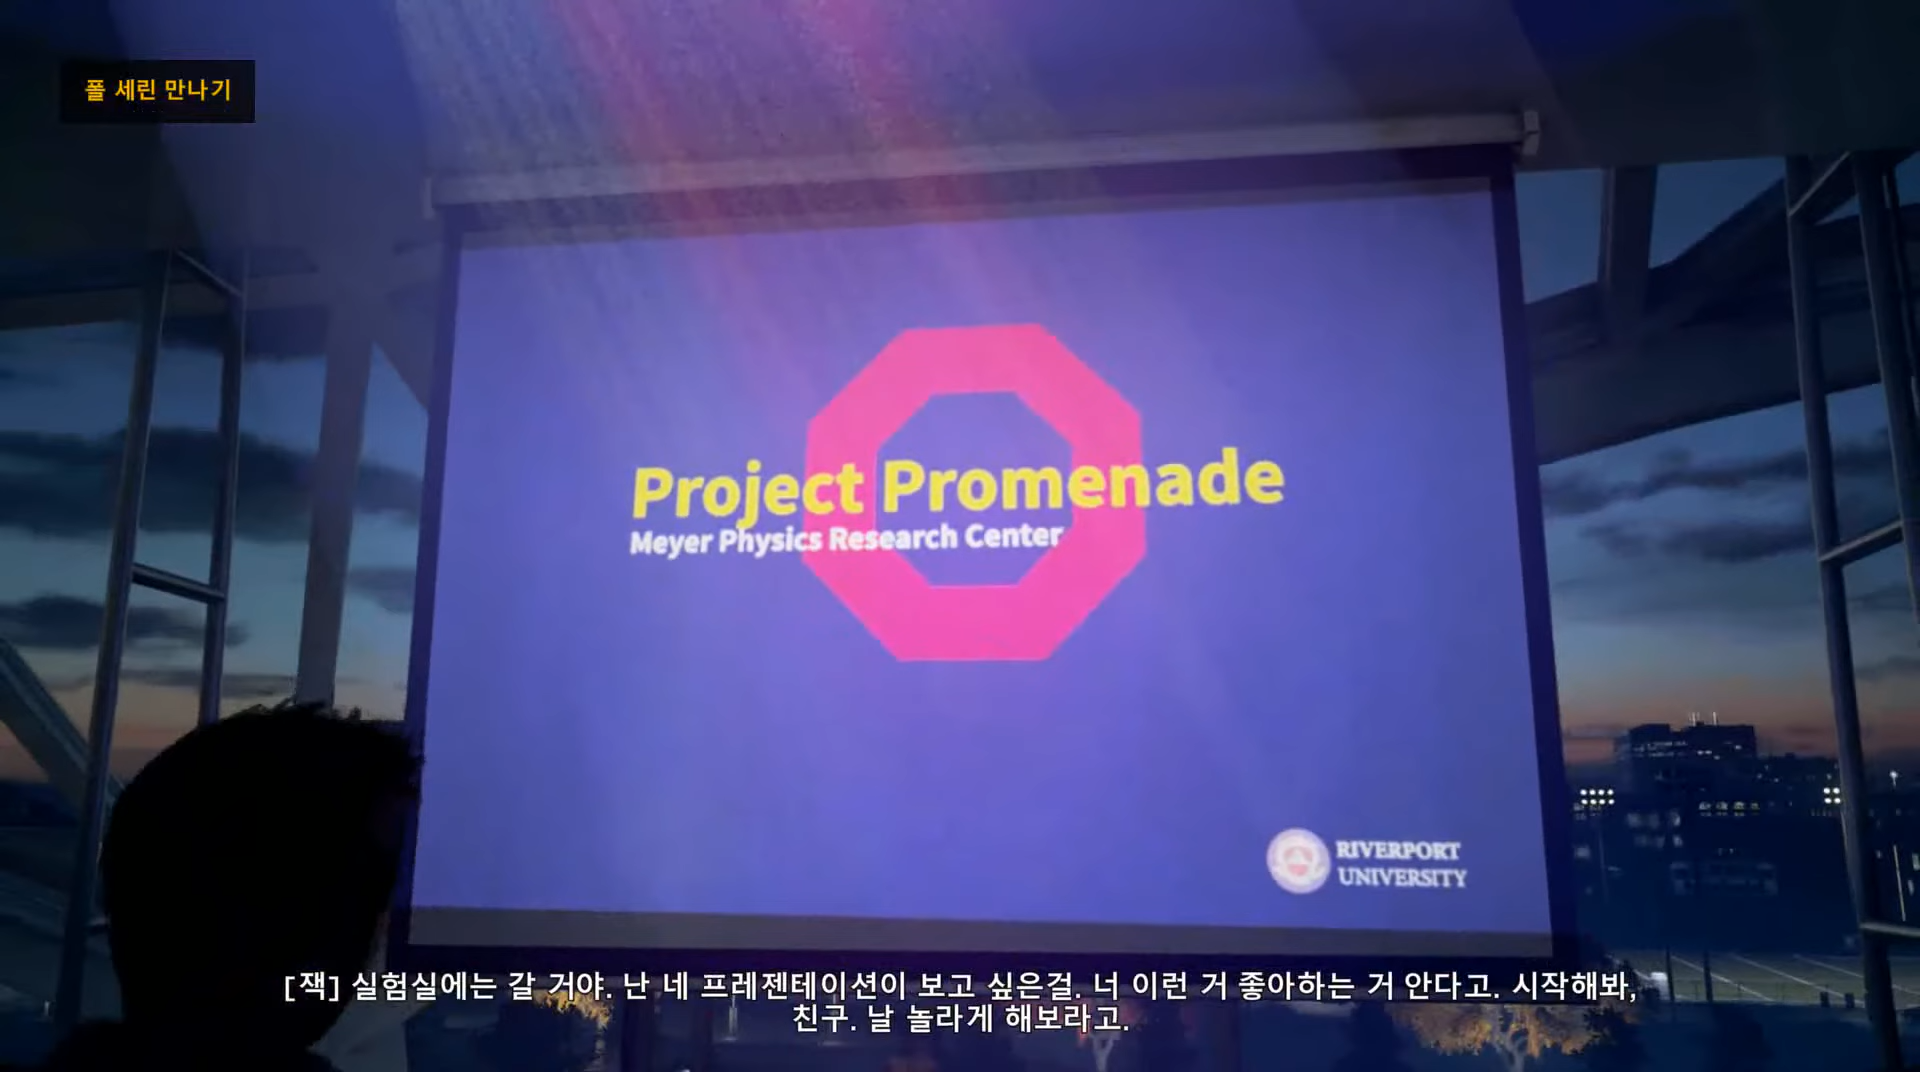 폴 세린 만나기
Project Promenade
Meyer Physics Research Center
RIVERPORT
UNIVERSITY
[잭] 실험실에는 갈 거야. 난 네 프레젠테이션이 보고 싶은걸. 너 이런 거 좋아하는 거 안다고. 시작해봐,
친구. 날 놀라게 해보라고.